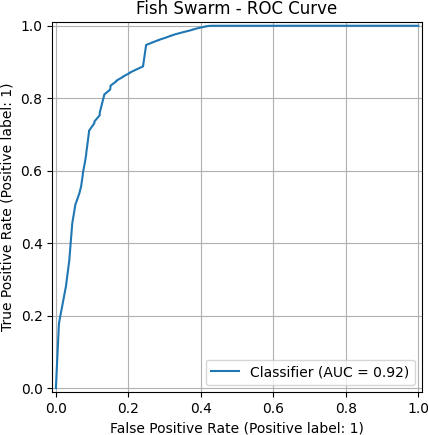 Fish Swarm - ROC Curve
True Positive Rate (Positive label: 1)
1.0
0.8
0.6
0.4
0.2
0.0
Classifier (AUC = 0.92)
0.0 0.2 0.4 0.6 0.8 1.0
False Positive Rate (Positive label: 1)